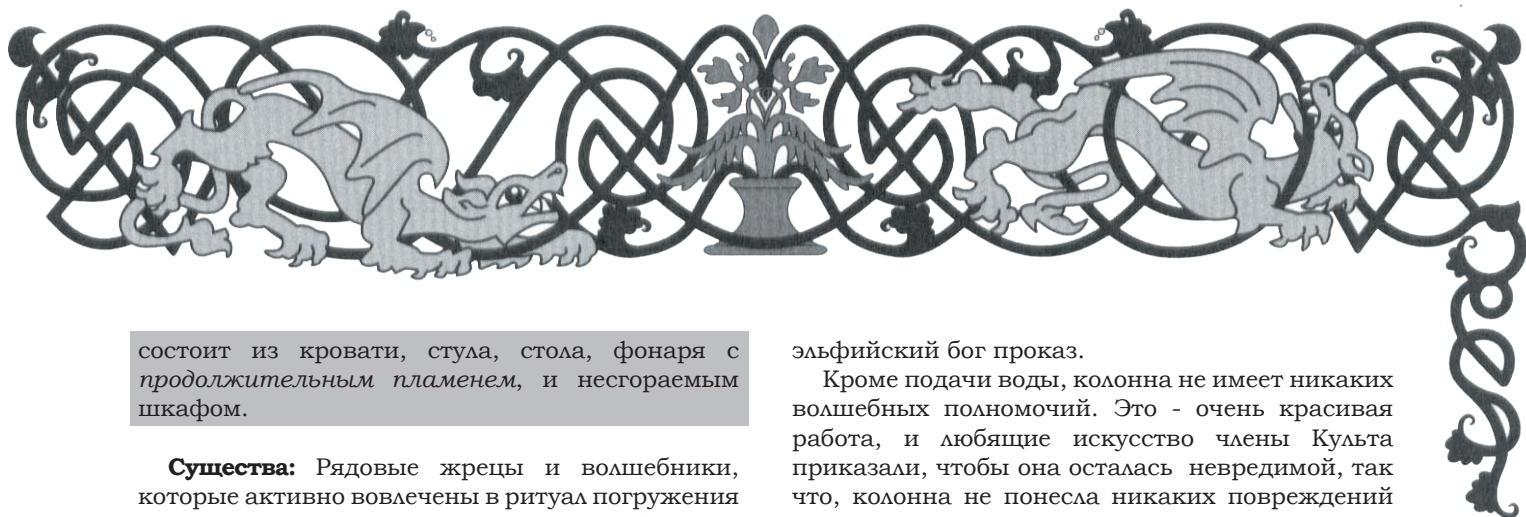 состоит из кровати, стула, стола, фонаря с
продолжительным пламенем, и несгораемым
шкафом.
Существа: Рядовые жрецы и волшебники,
которые активно вовлечены в ритуал погружения
эльфийский бог проказ.
Кроме подачи воды, колонна не имеет никаких
волшебных полномочий. Это - очень красивая
работа, и любящие искусство члены Культа
приказали, чтобы она осталась невредимой, так
что, колонна не понесла никаких повреждений